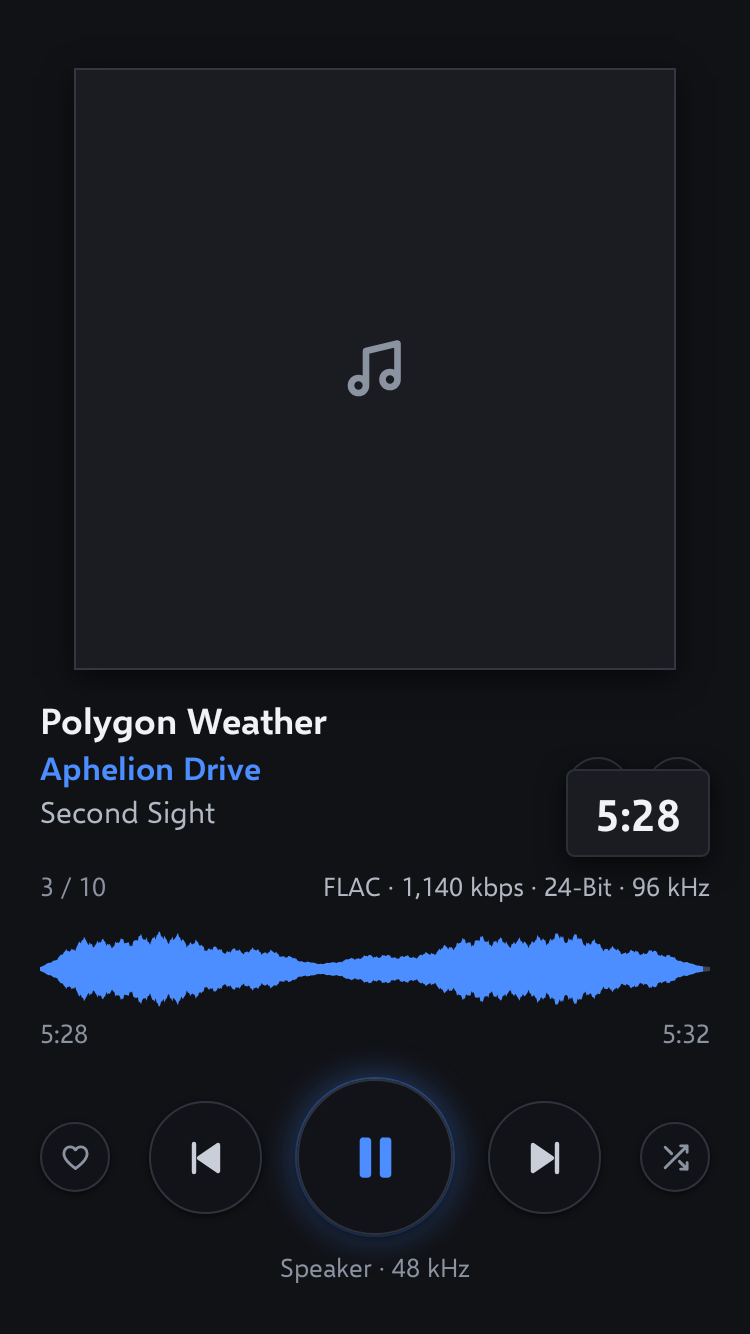 Polygon Weather
Aphelion Drive
Second Sight
5:28
3 / 10
FLAC · 1,140 kbps · 24-Bit · 96 kHz
5:28
5:32
Speaker · 48 kHz